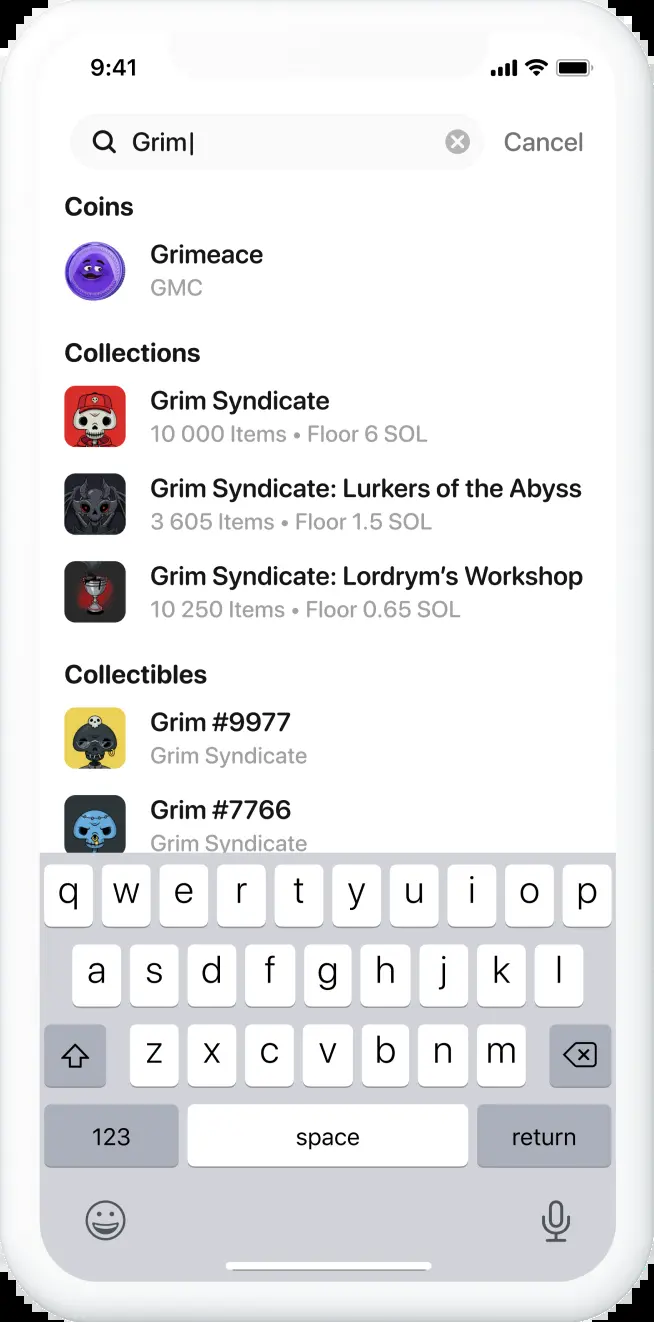 9:41
Grim
Cancel
Coins
Grimeace
GMC
Collections
Grim Syndicate
10 000 Items • Floor 6 SOL
Grim Syndicate: Lurkers of the Abyss
3 605 Items • Floor 1.5 SOL
Grim Syndicate: Lordrym’s Workshop
10 250 Items • Floor 0.65 SOL
Collectibles
Grim #9977
Grim Syndicate
Grim #7766
Grim Syndicate
q w e r t y u i o p
a s d f g h j k l
z x c v b n m
123 space return